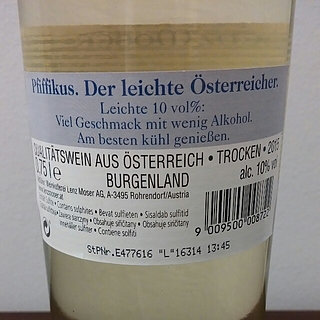 Pfiffikus. Der leichte Österreicher.
Leichte 10 vol%:
Viel Geschmack mit wenig Alkohol.
Am besten kühl genießen.
QUALITÄTSWEIN AUS ÖSTERREICH • TROCKEN • 2015
0,75 l e BURGENLAND alc. 10% vol
Weinkellerei Lenz Moser AG, A-3495 Rohrendorf/Austria
Contains sulphites • Bevat sulfieten • Sisaldab sulfitid
Obsahuje siřičitany • Obsahuje siričitany
innehåller sulfiter • Contiene solfiti
9 009500 008722
StPNr.E477616 "L"16314 13:45